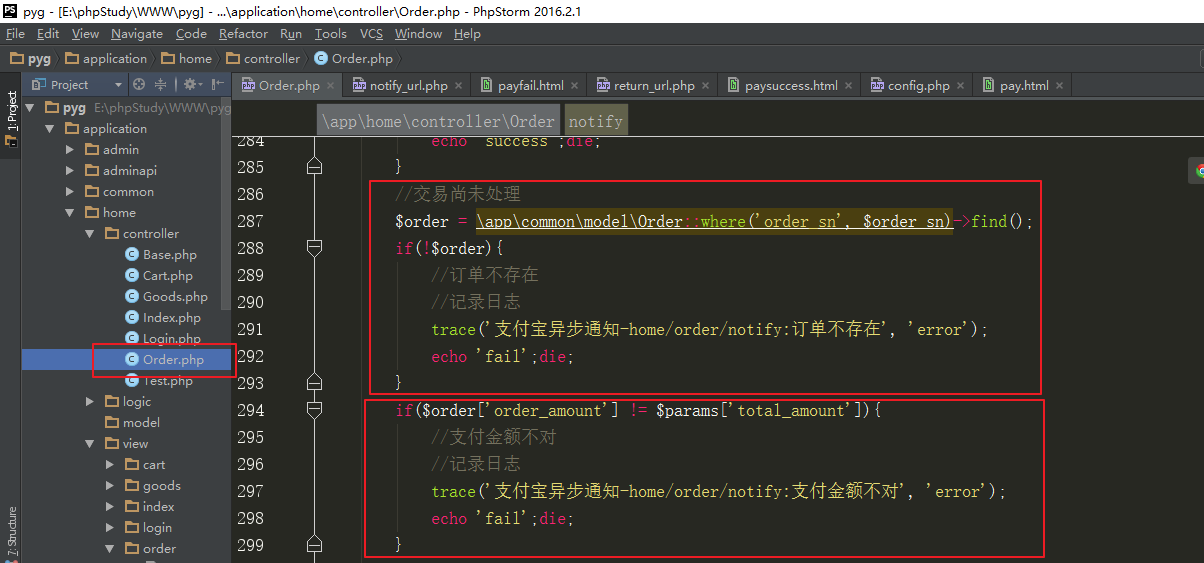 pyg - [E:\phpStudy\WWW\pyg] - ...\application\home\controller\Order.php - PhpStorm 2016.2.1
File Edit View Navigate Code Refactor Run Tools VCS Window Help
pyg application home controller Order.php
Project
Order.php notify_url.php payfail.html return_url.php paysuccess.html config.php pay.html
1: Project
7: Structure
pyg E:\phpStudy\WWW\pyg
application
admin
adminapi
common
home
controller
Base.php
Cart.php
Goods.php
Index.php
Login.php
Order.php
Test.php
logic
model
view
cart
goods
index
login
order
\app\home\controller\Order notify
284 echo 'success';die;
285 }
286 //交易尚未处理
287 $order = \app\common\model\Order::where('order_sn', $order_sn)->find();
288 if(!$order){
289 //订单不存在
290 //记录日志
291 trace('支付宝异步通知-home/order/notify:订单不存在', 'error');
292 echo 'fail';die;
293 }
294 if($order['order_amount'] != $params['total_amount']){
295 //支付金额不对
296 //记录日志
297 trace('支付宝异步通知-home/order/notify:支付金额不对', 'error');
298 echo 'fail';die;
299 }